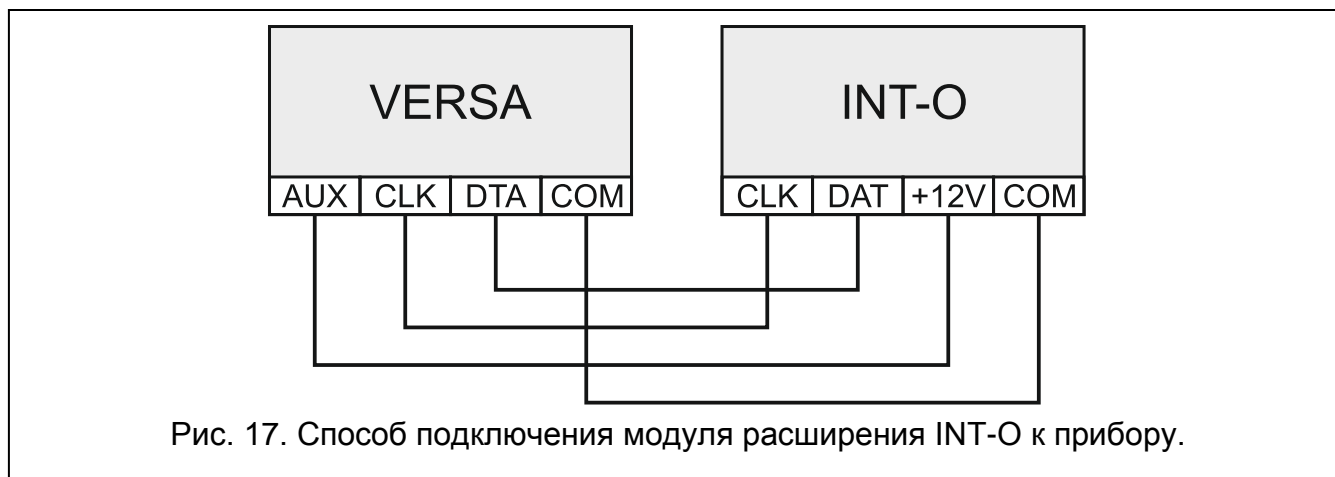 VERSA INT-O
AUX CLK DTA COM CLK DAT +12V COM
Рис. 17. Способ подключения модуля расширения INT-O к прибору.